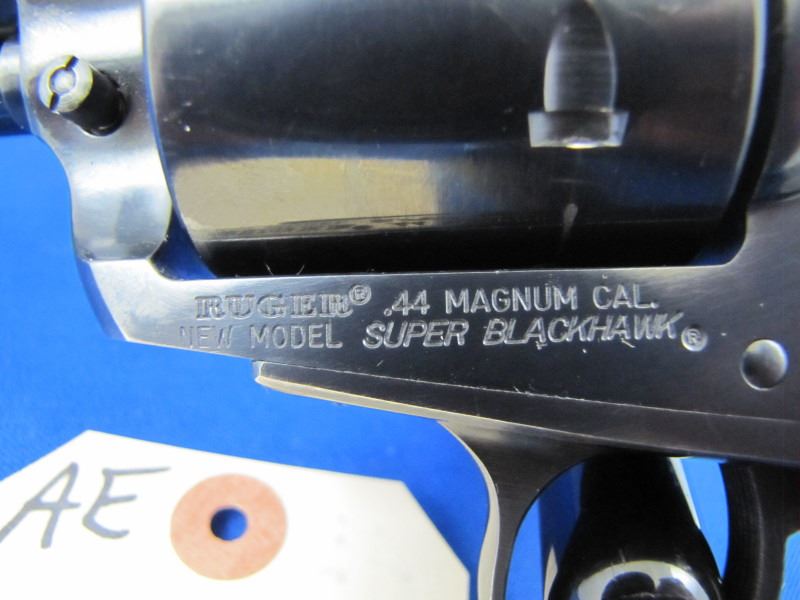 RUGER® .44 MAGNUM CAL.
NEW MODEL SUPER BLACKHAWK®
AE